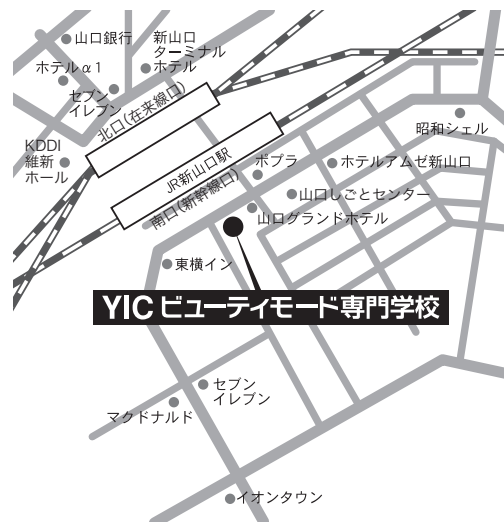 山口銀行
新山口
ターミナル
ホテル
ホテルα1
セブン
イレブン
北口(在来線口)
KDDI
維新
ホール
JR新山口駅
南口(新幹線口)
昭和シェル
ポプラ
ホテルアムゼ新山口
山口しごとセンター
山口グランドホテル
東横イン
YICビューティモード専門学校
セブン
イレブン
マクドナルド
イオンタウン